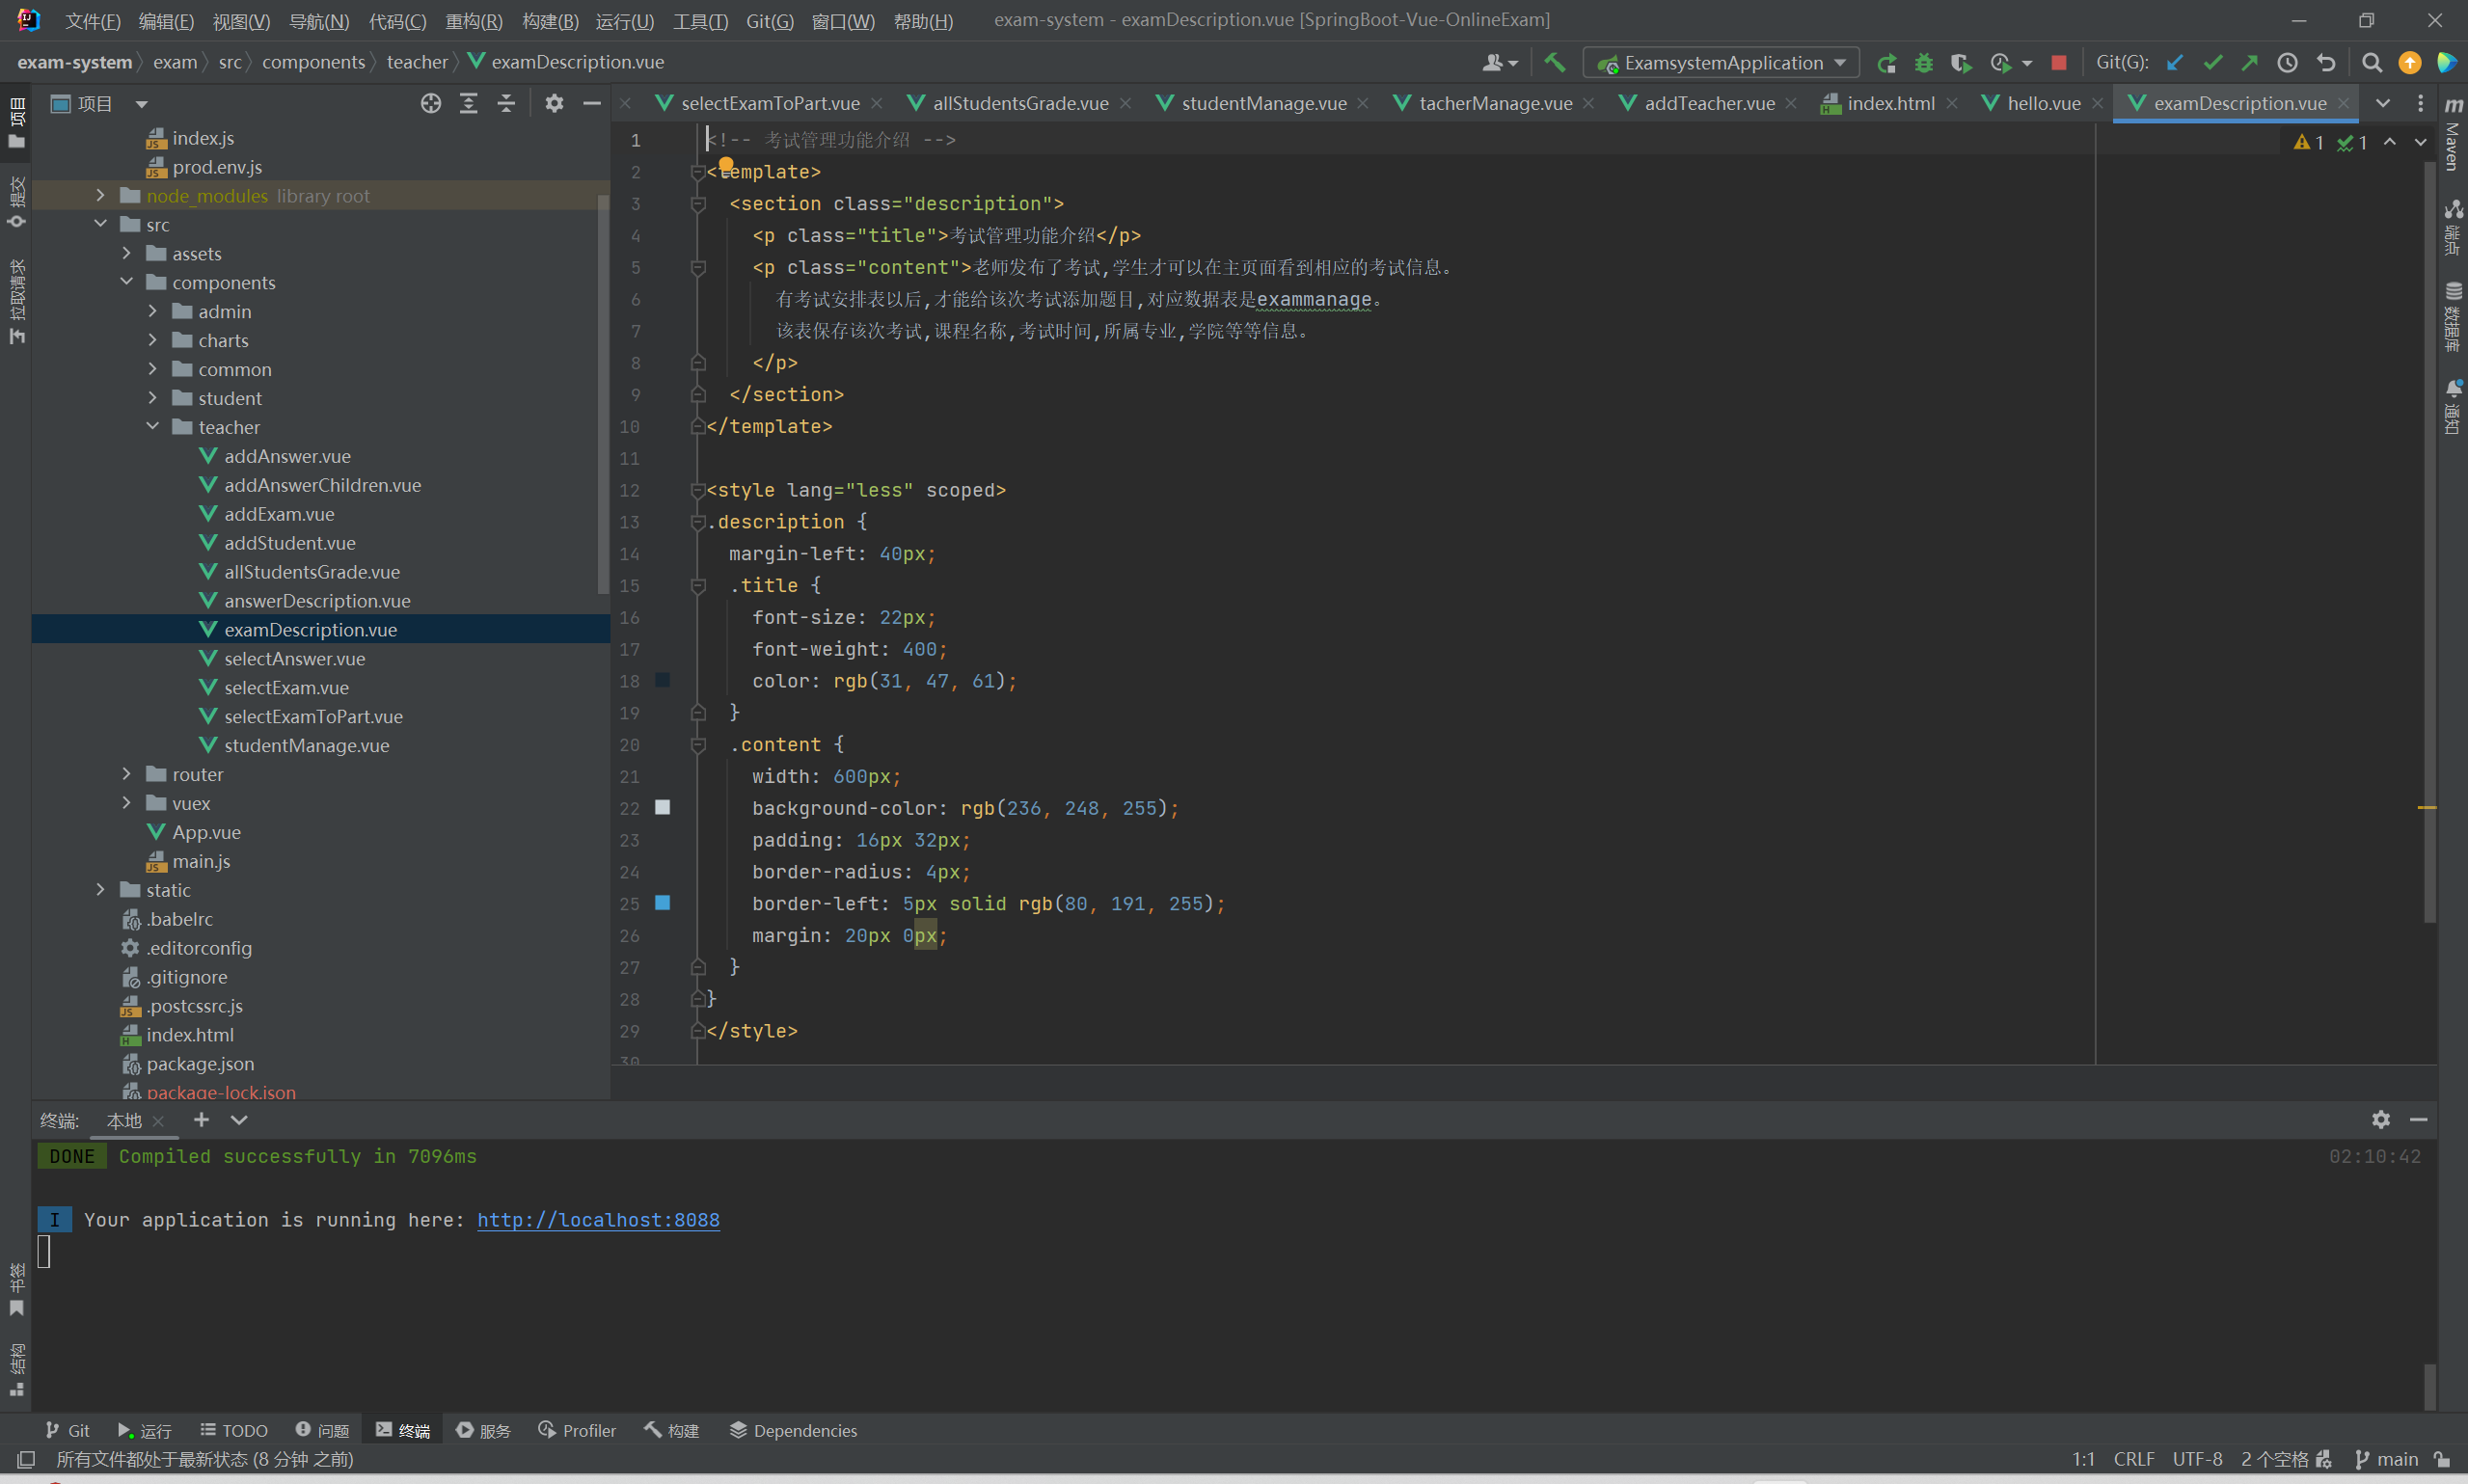 文件(F) 编辑(E) 视图(V) 导航(N) 代码(C) 重构(R) 构建(B) 运行(U) 工具(T) Git(G) 窗口(W) 帮助(H) exam-system - examDescription.vue [SpringBoot-Vue-OnlineExam]
exam-system exam src components teacher examDescription.vue ExamsystemApplication Git(G):
项目 selectExamToPart.vue allStudentsGrade.vue studentManage.vue tacherManage.vue addTeacher.vue index.html hello.vue examDescription.vue
项目
提交
拉取请求
书签
结构
index.js
prod.env.js
node_modules library root
src
assets
components
admin
charts
common
student
teacher
addAnswer.vue
addAnswerChildren.vue
addExam.vue
addStudent.vue
allStudentsGrade.vue
answerDescription.vue
examDescription.vue
selectAnswer.vue
selectExam.vue
selectExamToPart.vue
studentManage.vue
router
vuex
App.vue
main.js
static
.babelrc
.editorconfig
.gitignore
.postcssrc.js
index.html
package.json
package-lock.json
1 <!-- 考试管理功能介绍 -->
2 <template>
3 <section class="description">
4 <p class="title">考试管理功能介绍</p>
5 <p class="content">老师发布了考试,学生才可以在主页面看到相应的考试信息。
6 有考试安排表以后,才能给该次考试添加题目,对应数据表是exammanage。
7 该表保存该次考试,课程名称,考试时间,所属专业,学院等等信息。
8 </p>
9 </section>
10 </template>
11
12 <style lang="less" scoped>
13 .description {
14 margin-left: 40px;
15 .title {
16 font-size: 22px;
17 font-weight: 400;
18 color: rgb(31, 47, 61);
19 }
20 .content {
21 width: 600px;
22 background-color: rgb(236, 248, 255);
23 padding: 16px 32px;
24 border-radius: 4px;
25 border-left: 5px solid rgb(80, 191, 255);
26 margin: 20px 0px;
27 }
28 }
29 </style>
30
1 1
Maven
端点
数据库
通知
终端: 本地
DONE Compiled successfully in 7096ms 02:10:42
I Your application is running here: http://localhost:8088
Git 运行 TODO 问题 终端 服务 Profiler 构建 Dependencies
所有文件都处于最新状态 (8 分钟 之前) 1:1 CRLF UTF-8 2 个空格 main